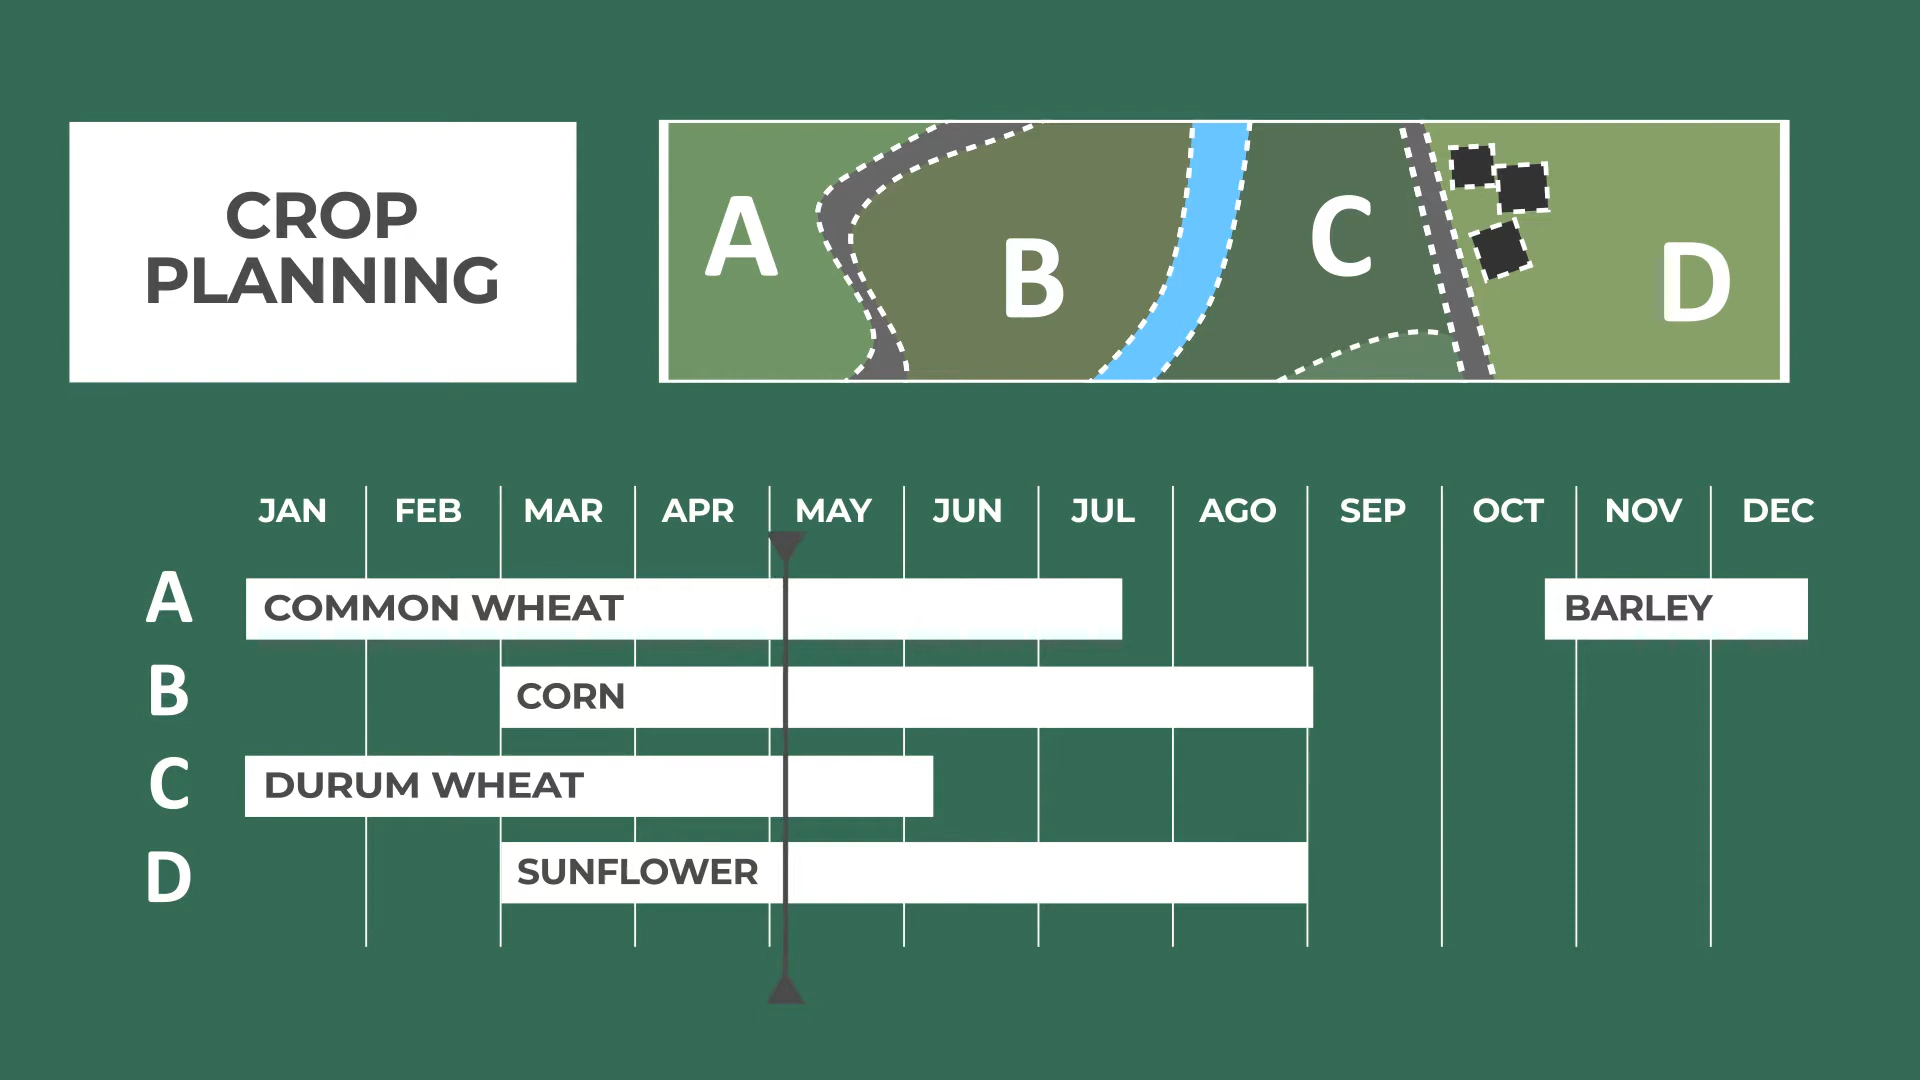 CROP
PLANNING
A
B
C
D
JAN FEB MAR APR MAY JUN JUL AGO SEP OCT NOV DEC
A COMMON WHEAT BARLEY
B CORN
C DURUM WHEAT
D SUNFLOWER